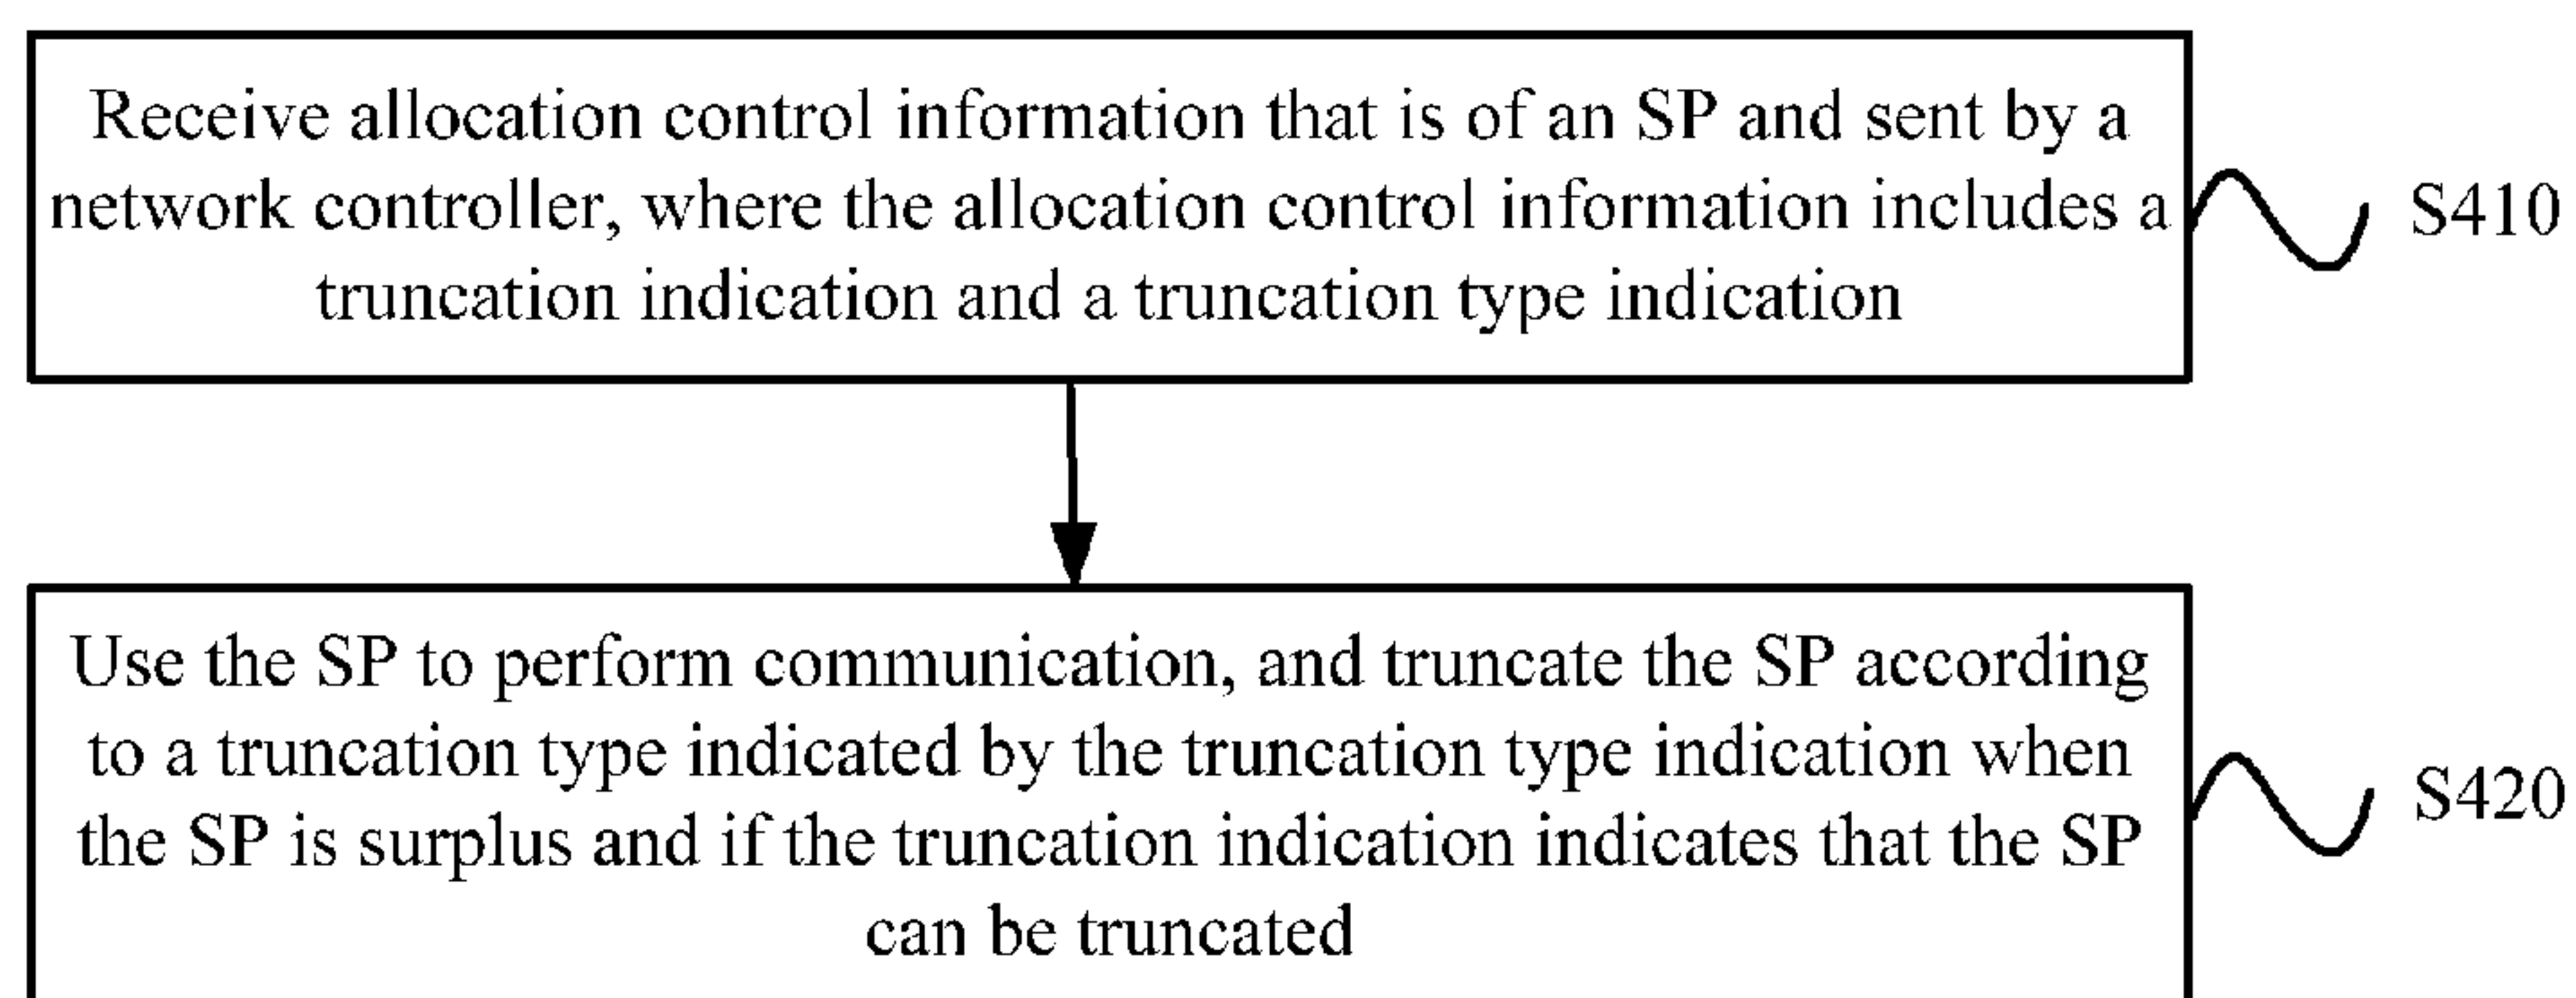 Receive allocation control information that is of an SP and sent by a
network controller, where the allocation control information includes a
truncation indication and a truncation type indication
S410
Use the SP to perform communication, and truncate the SP according
to a truncation type indicated by the truncation type indication when
the SP is surplus and if the truncation indication indicates that the SP
can be truncated
S420